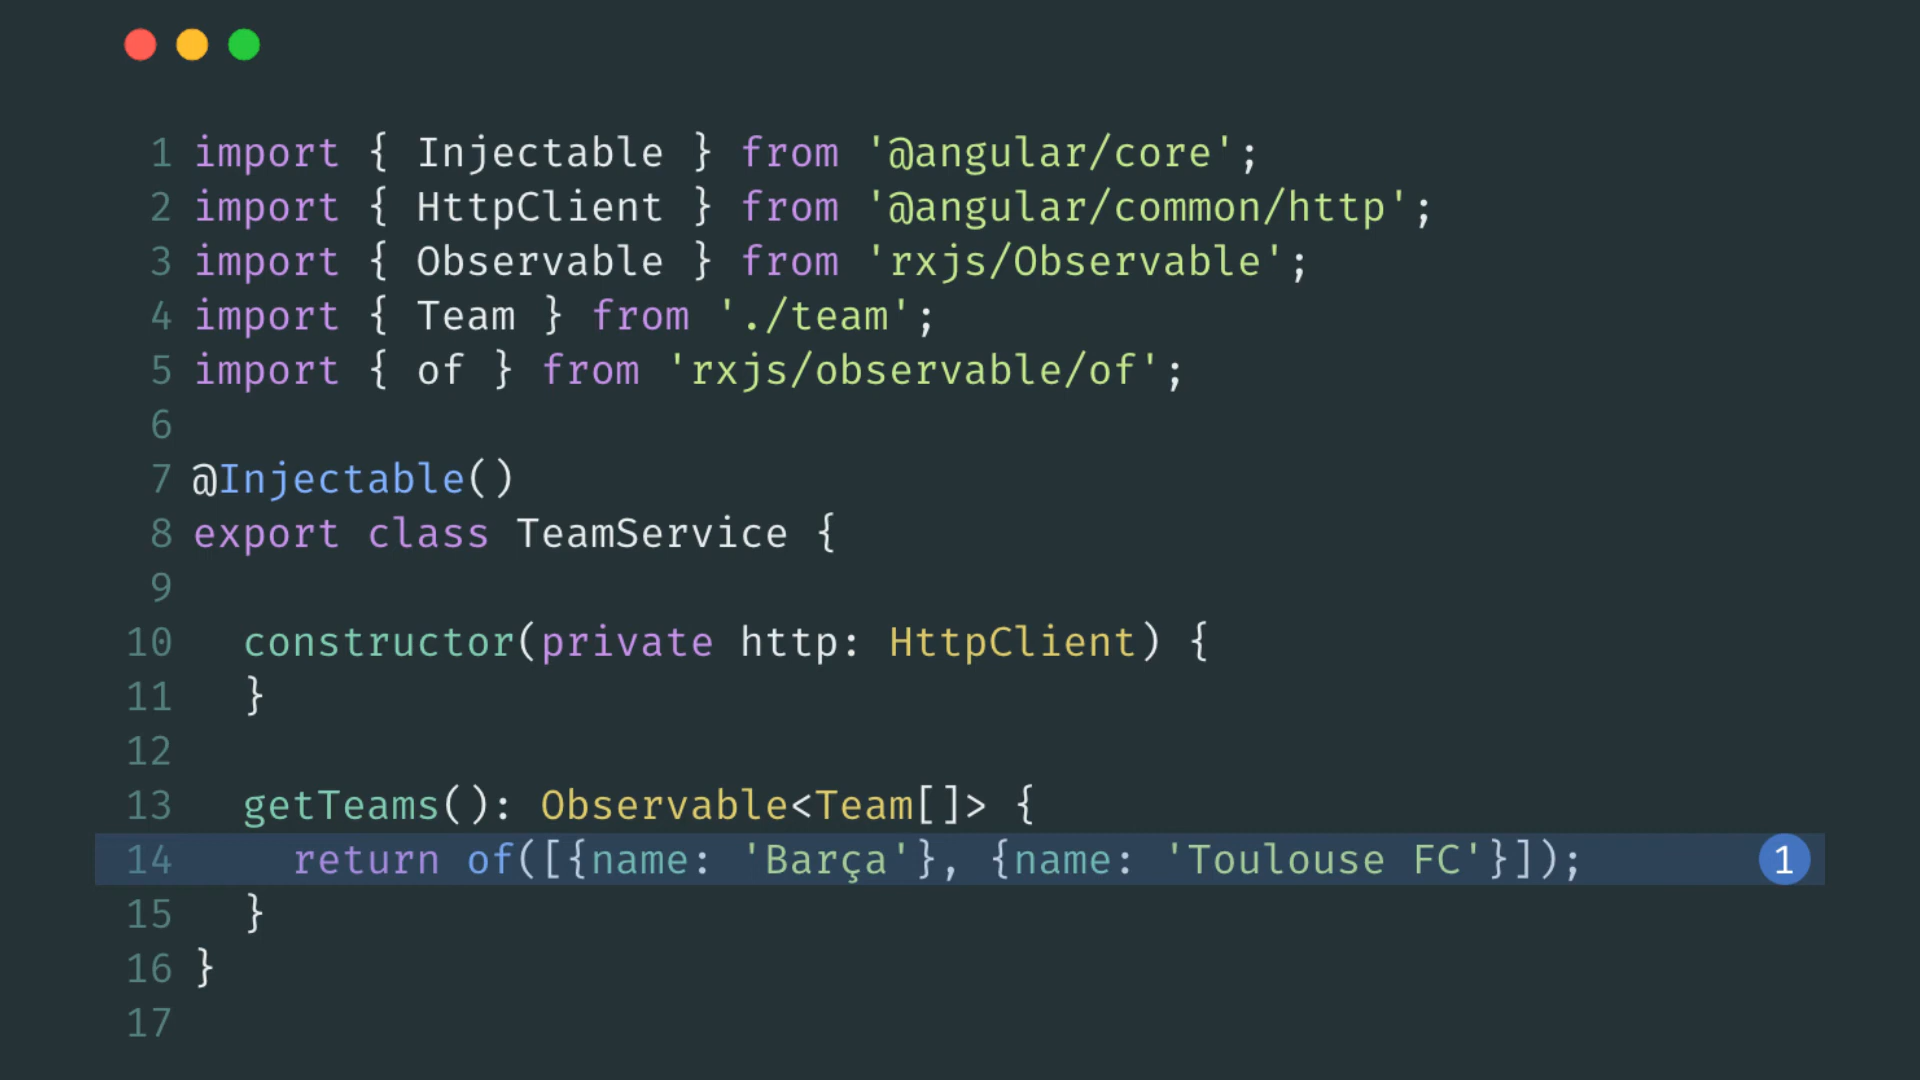 1 import { Injectable } from '@angular/core';
2 import { HttpClient } from '@angular/common/http';
3 import { Observable } from 'rxjs/Observable';
4 import { Team } from './team';
5 import { of } from 'rxjs/observable/of';
6
7 @Injectable()
8 export class TeamService {
9
10   constructor(private http: HttpClient) {
11   }
12
13   getTeams(): Observable<Team[]> {
14     return of([{name: 'Barça'}, {name: 'Toulouse FC'}]); 1
15   }
16 }
17